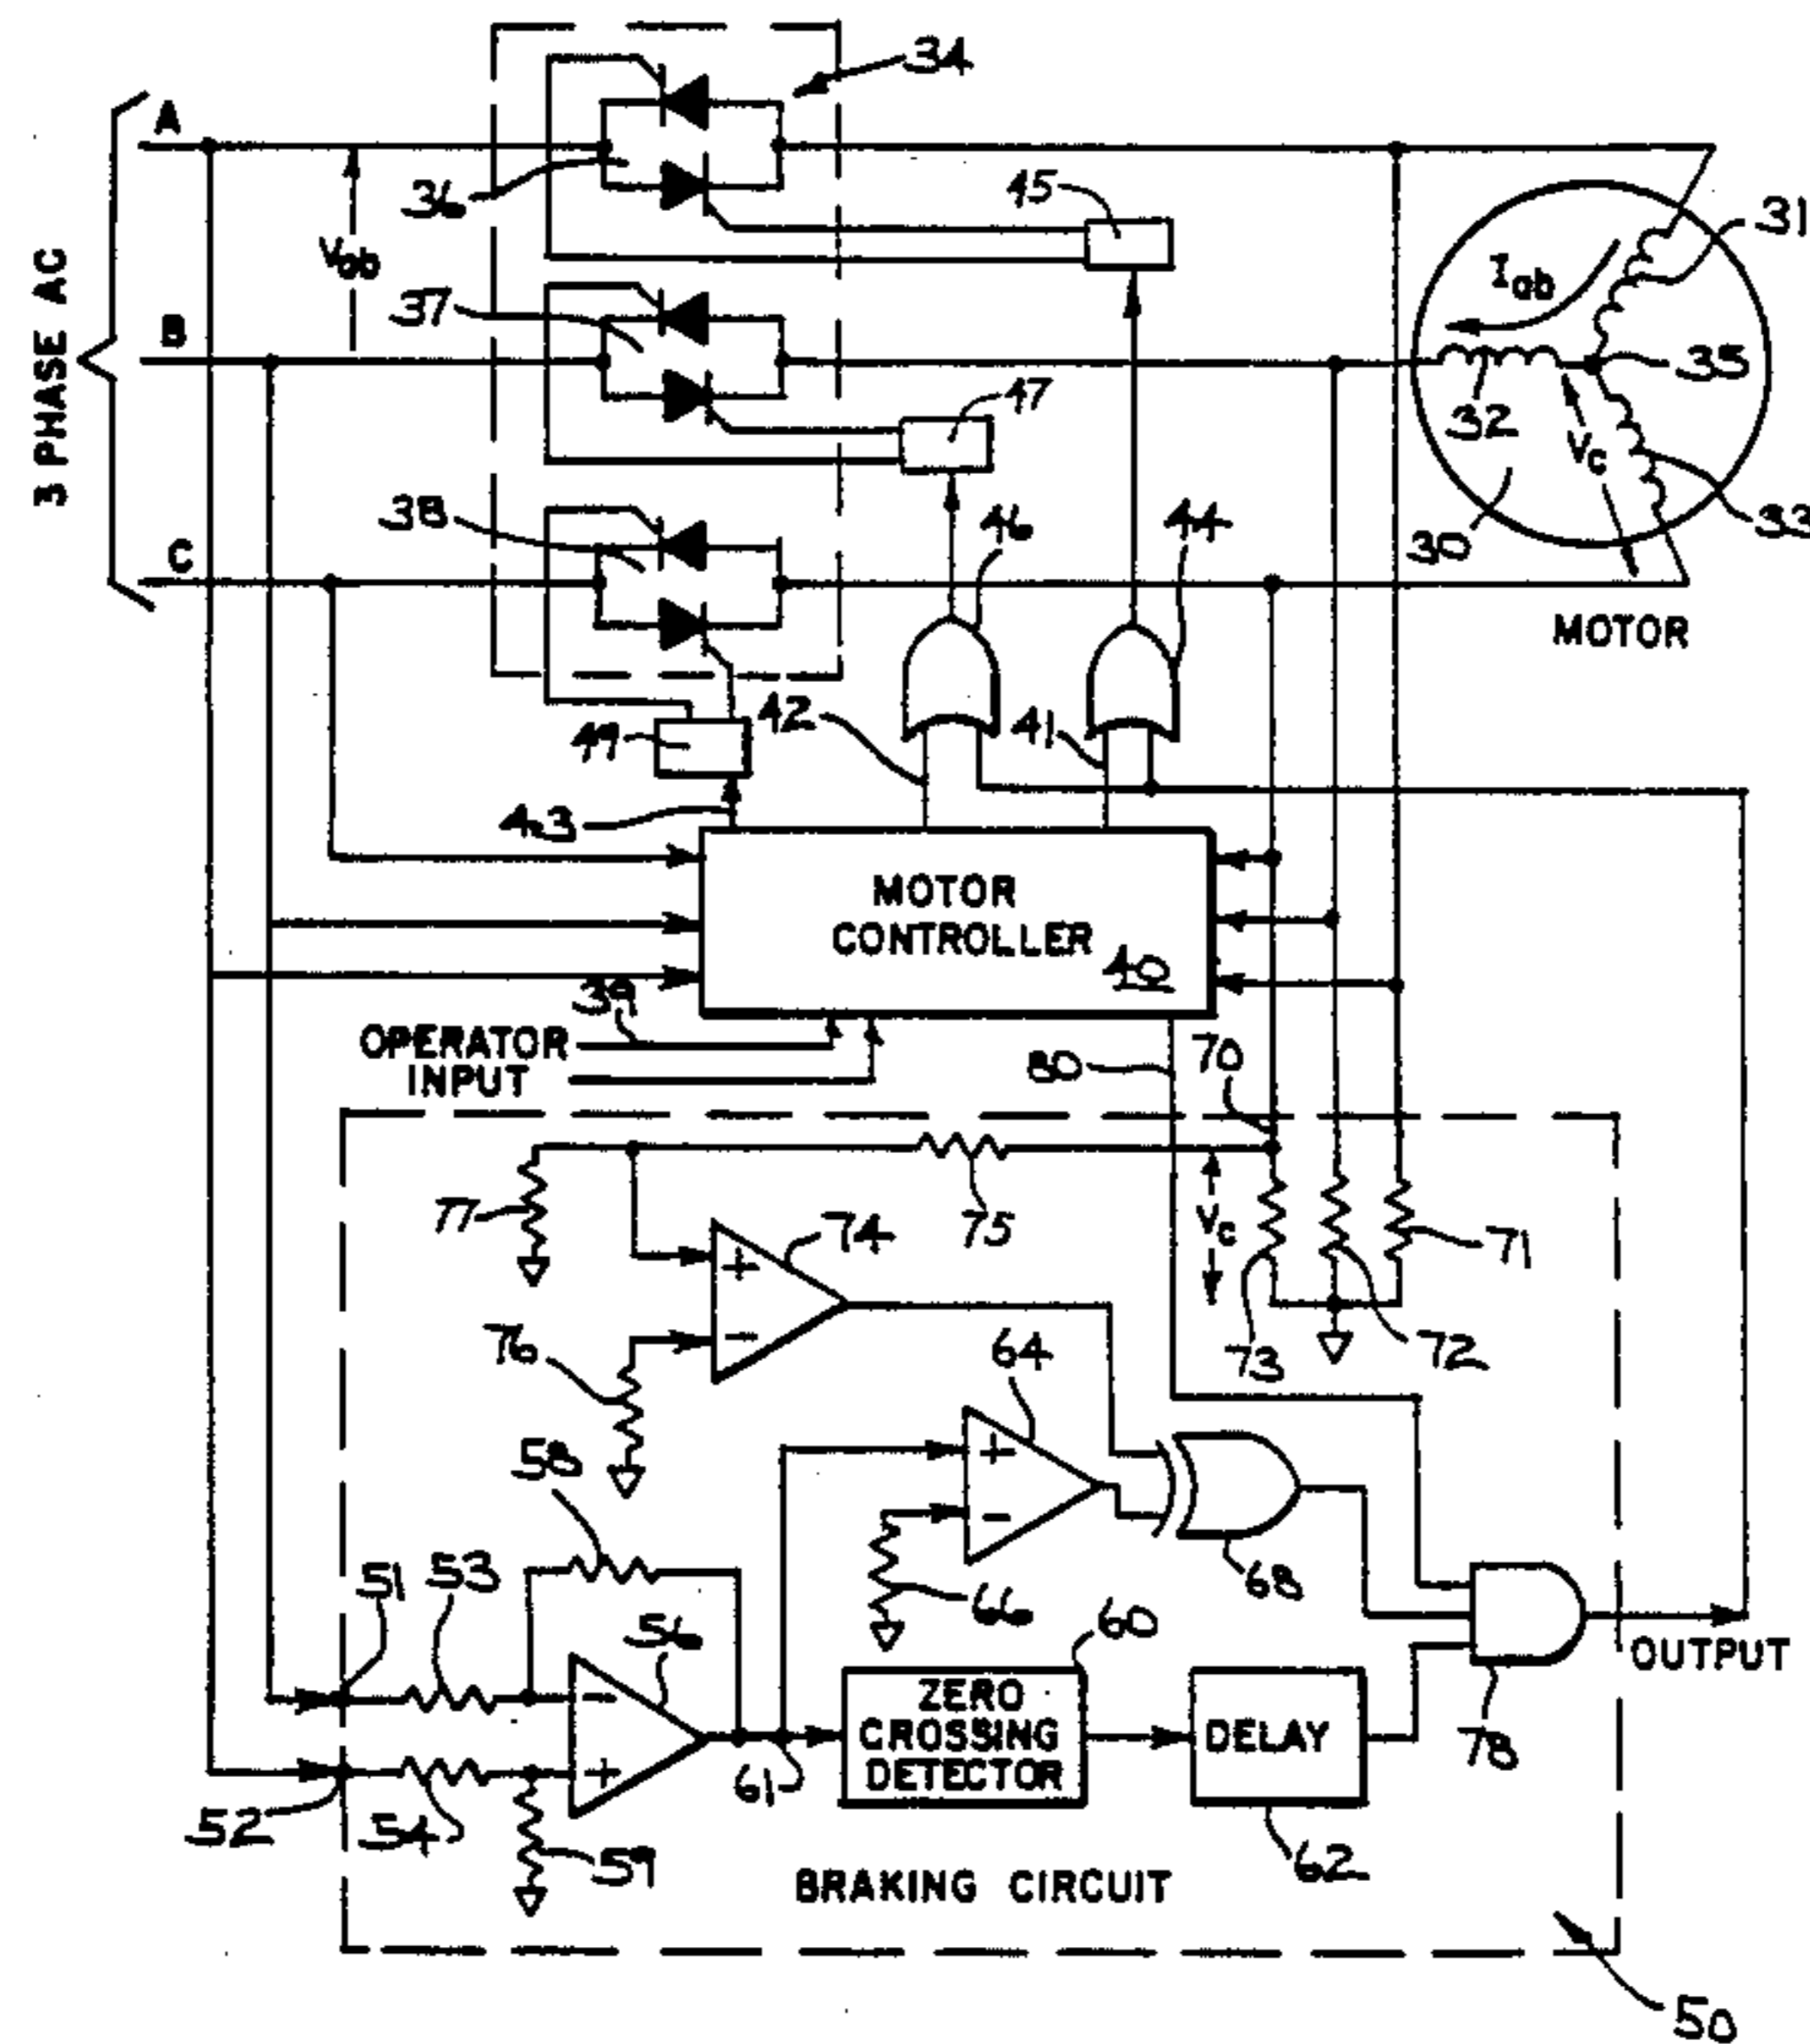 34
A
36
45
31
Vab
Iab
3 PHASE AC
37
B
35
47
32
Vc
38
46
44
30
33
C
MOTOR
42
41
49
43
MOTOR
CONTROLLER
40
39
OPERATOR
INPUT
80
70
77
74
75
Vc
71
+
76
−
64
73
72
58
+
−
51
53
66
68
56
60
OUTPUT
−
ZERO
CROSSING
DETECTOR
DELAY
78
+
61
52
54
59
62
BRAKING CIRCUIT
50